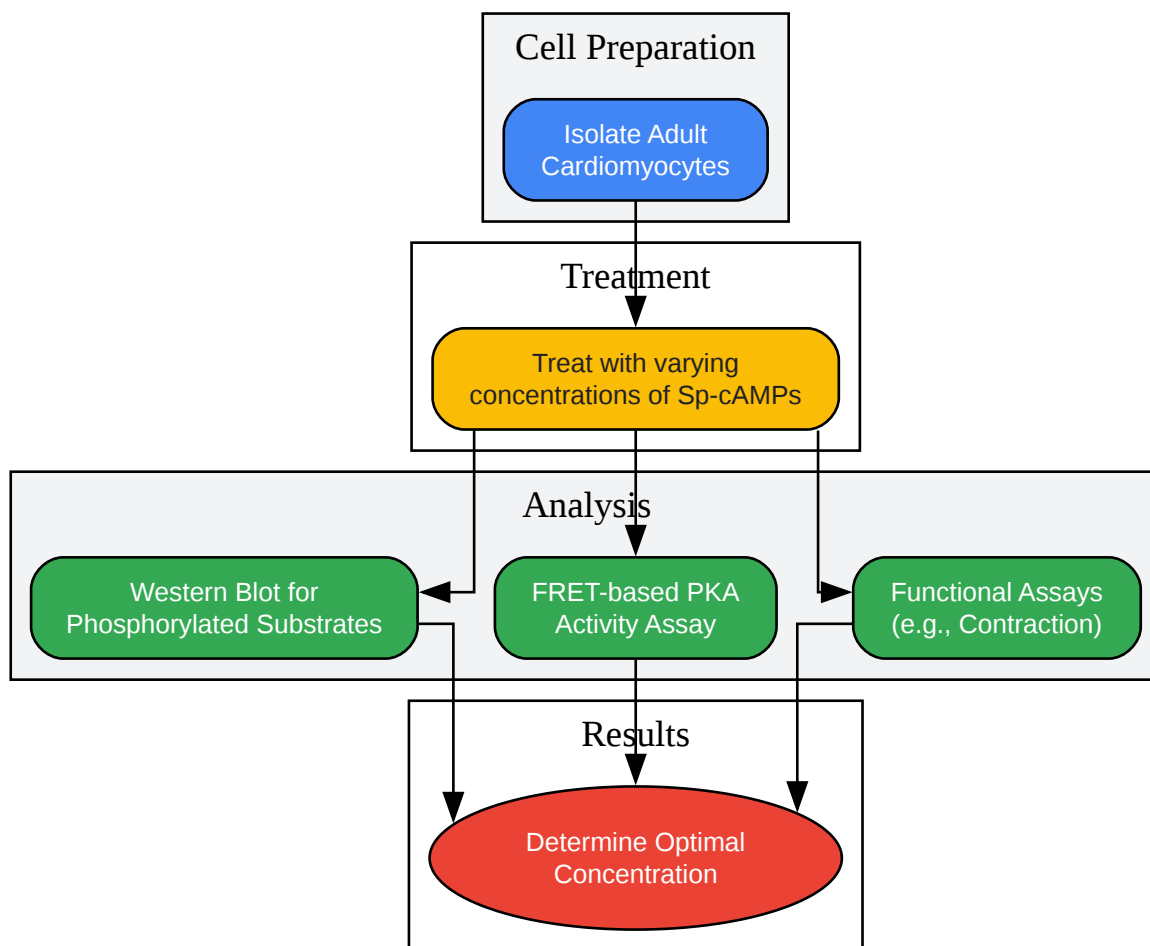 Cell Preparation
Isolate Adult
Cardiomyocytes
Treatment
Treat with varying
concentrations of Sp-cAMPs
Analysis
Western Blot for
Phosphorylated Substrates
FRET-based PKA
Activity Assay
Functional Assays
(e.g., Contraction)
Results
Determine Optimal
Concentration